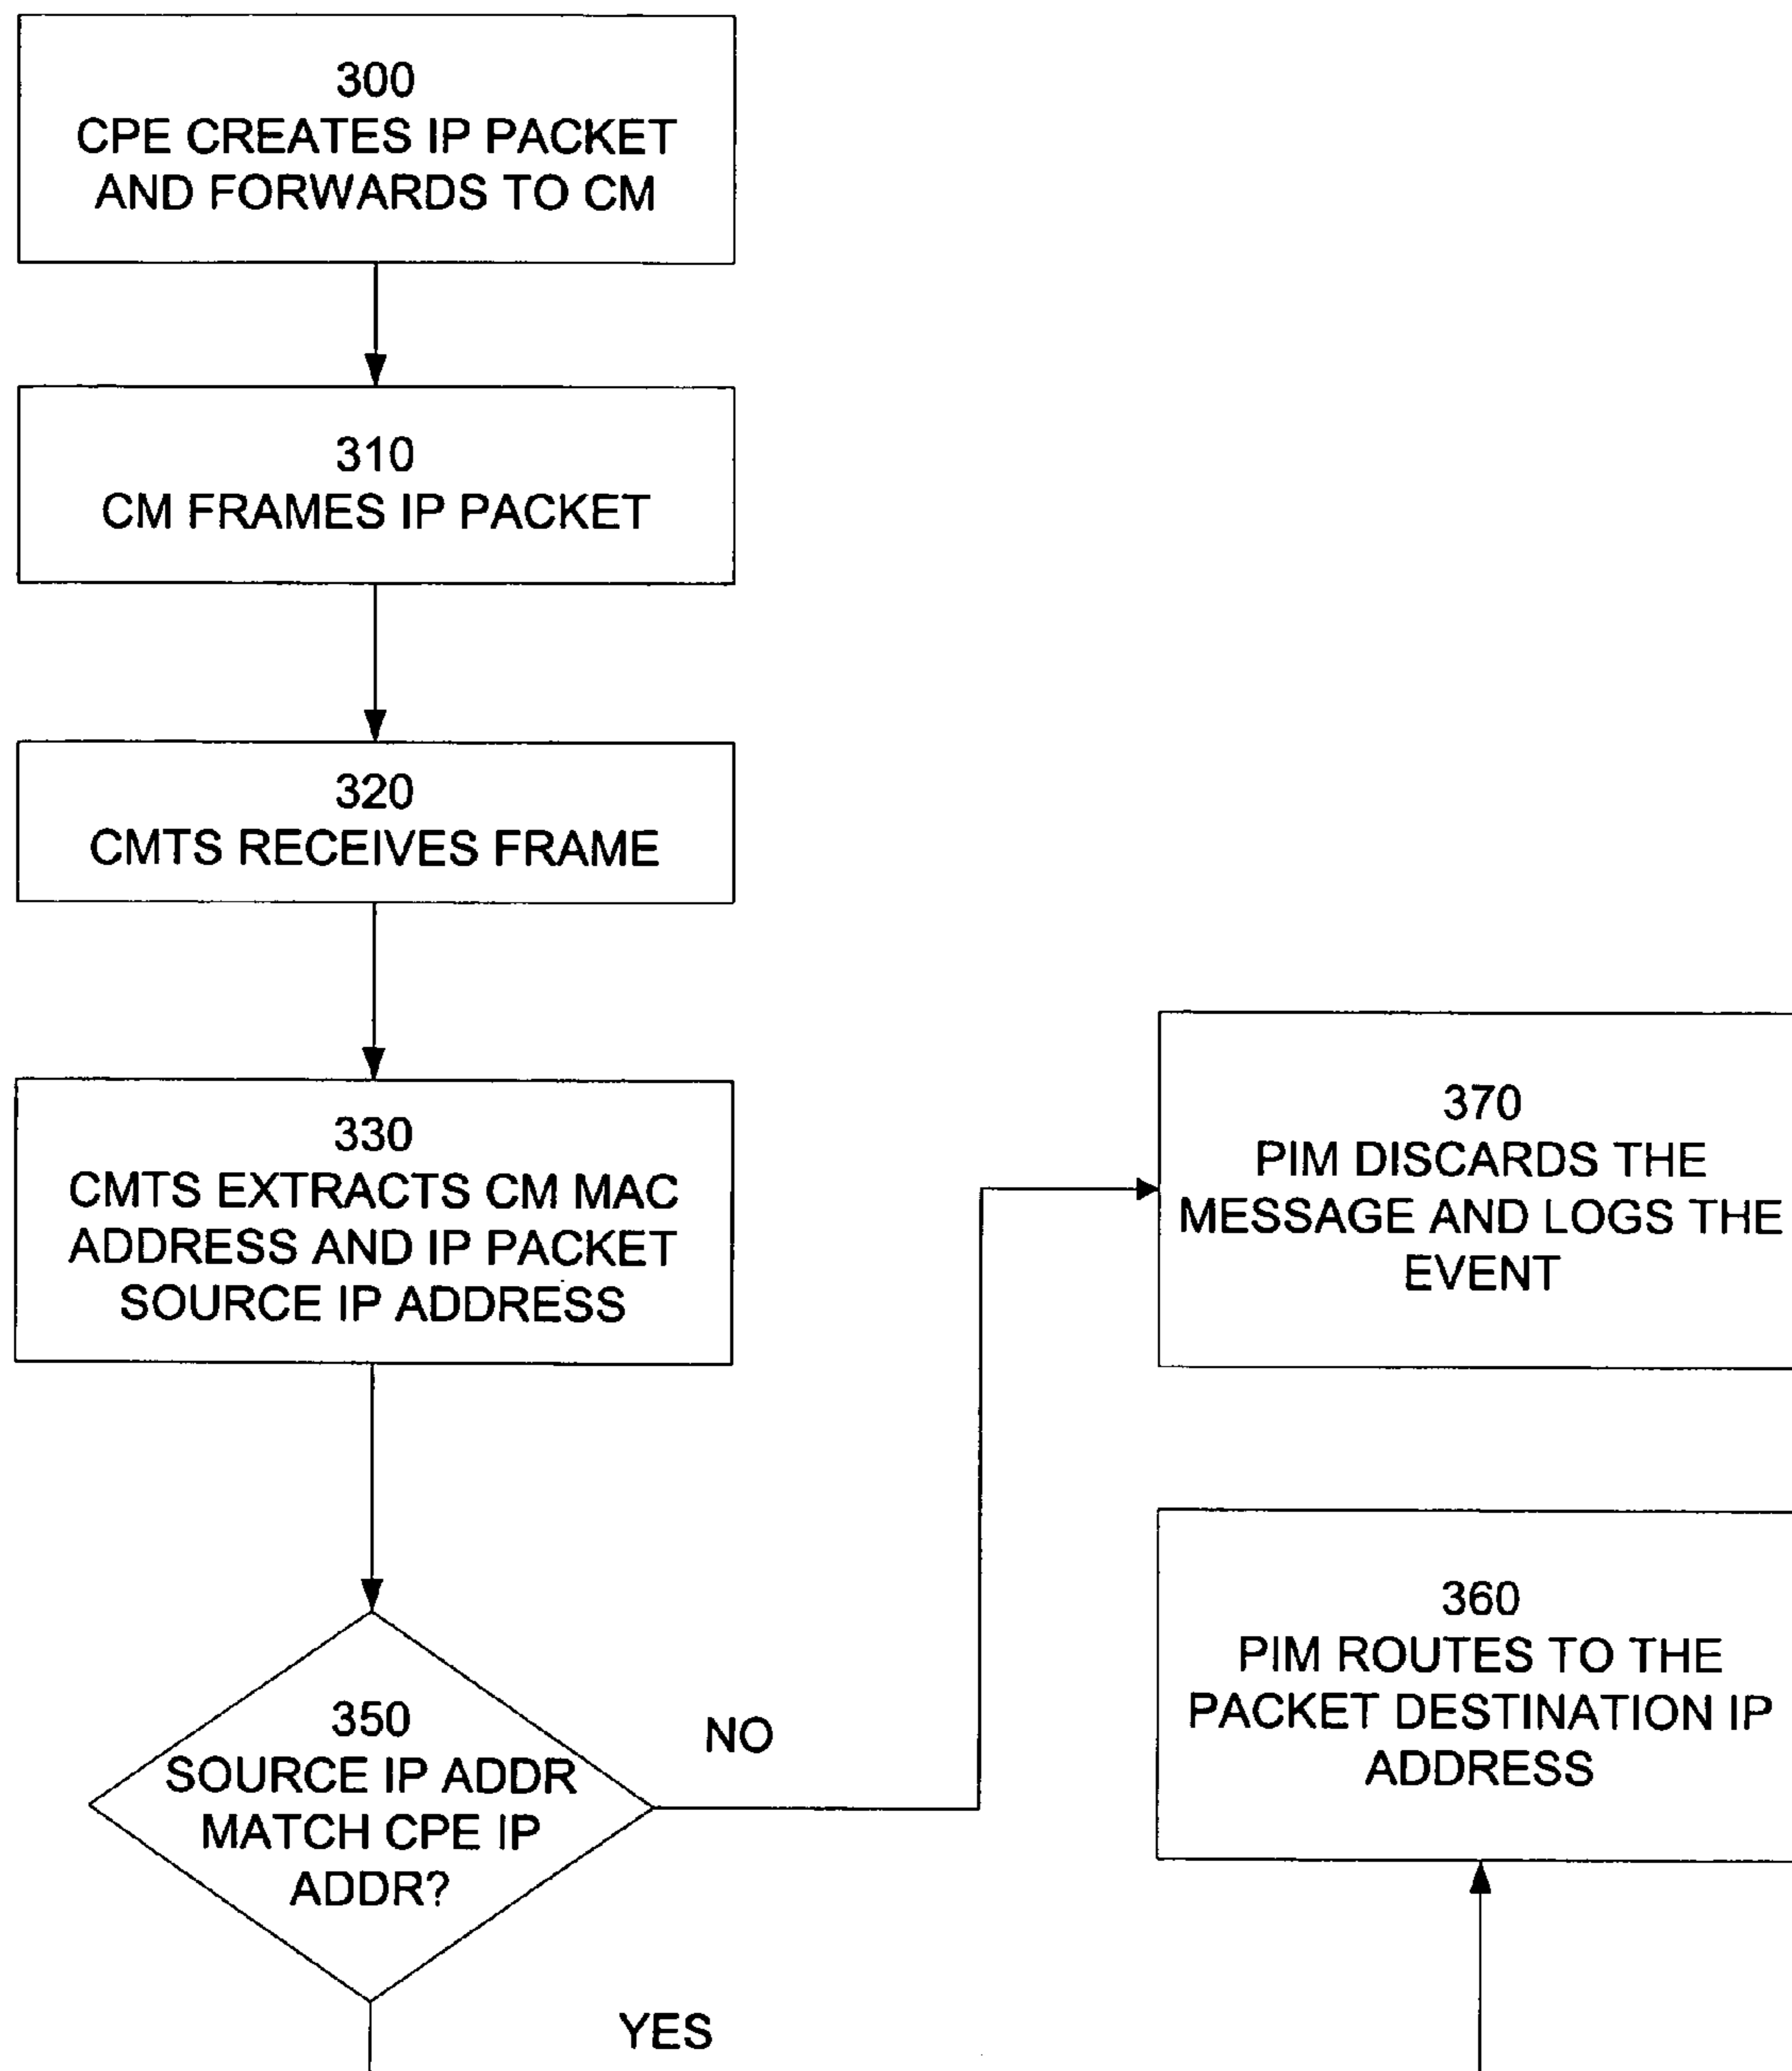 300
CPE CREATES IP PACKET
AND FORWARDS TO CM
310
CM FRAMES IP PACKET
320
CMTS RECEIVES FRAME
330
CMTS EXTRACTS CM MAC
ADDRESS AND IP PACKET
SOURCE IP ADDRESS
350
SOURCE IP ADDR
MATCH CPE IP
ADDR?
NO
YES
370
PIM DISCARDS THE
MESSAGE AND LOGS THE
EVENT
360
PIM ROUTES TO THE
PACKET DESTINATION IP
ADDRESS